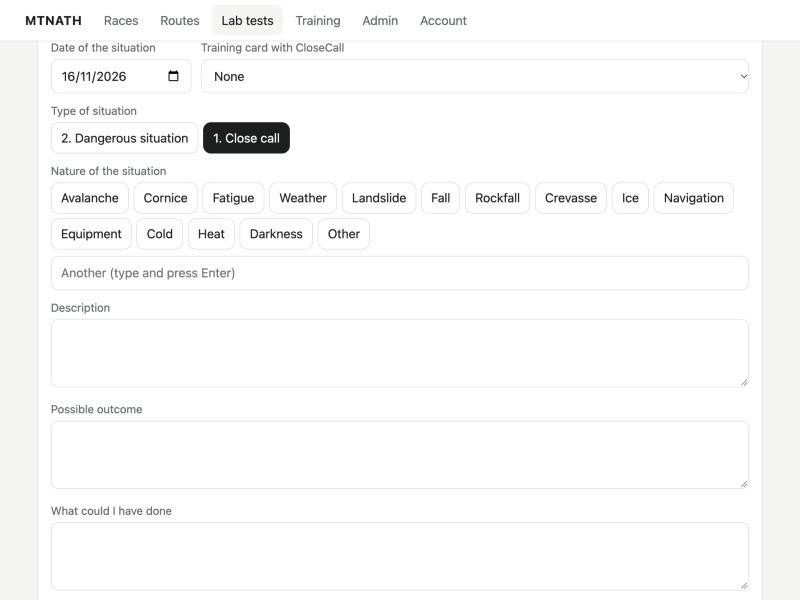 MTNATH Races Routes Lab tests Training Admin Account
Date of the situation Training card with CloseCall
16/11/2026 None
Type of situation
2. Dangerous situation 1. Close call
Nature of the situation
Avalanche Cornice Fatigue Weather Landslide Fall Rockfall Crevasse Ice Navigation
Equipment Cold Heat Darkness Other
Another (type and press Enter)
Description
Possible outcome
What could I have done